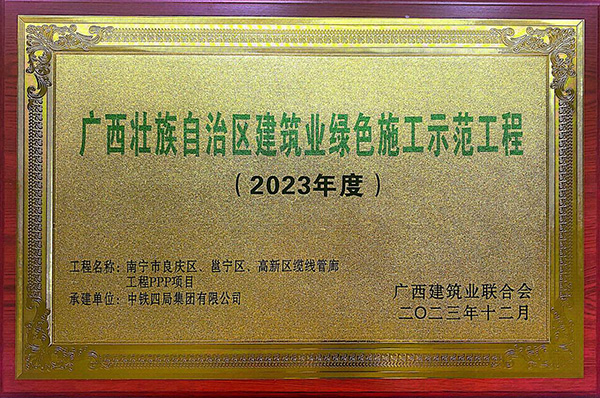 广西壮族自治区建筑业绿色施工示范工程
（2023年度）
工程名称：南宁市良庆区、邕宁区、高新区缆线管廊
工程PPP项目
承建单位：中铁四局集团有限公司
广西建筑业联合会
二〇二三年十二月